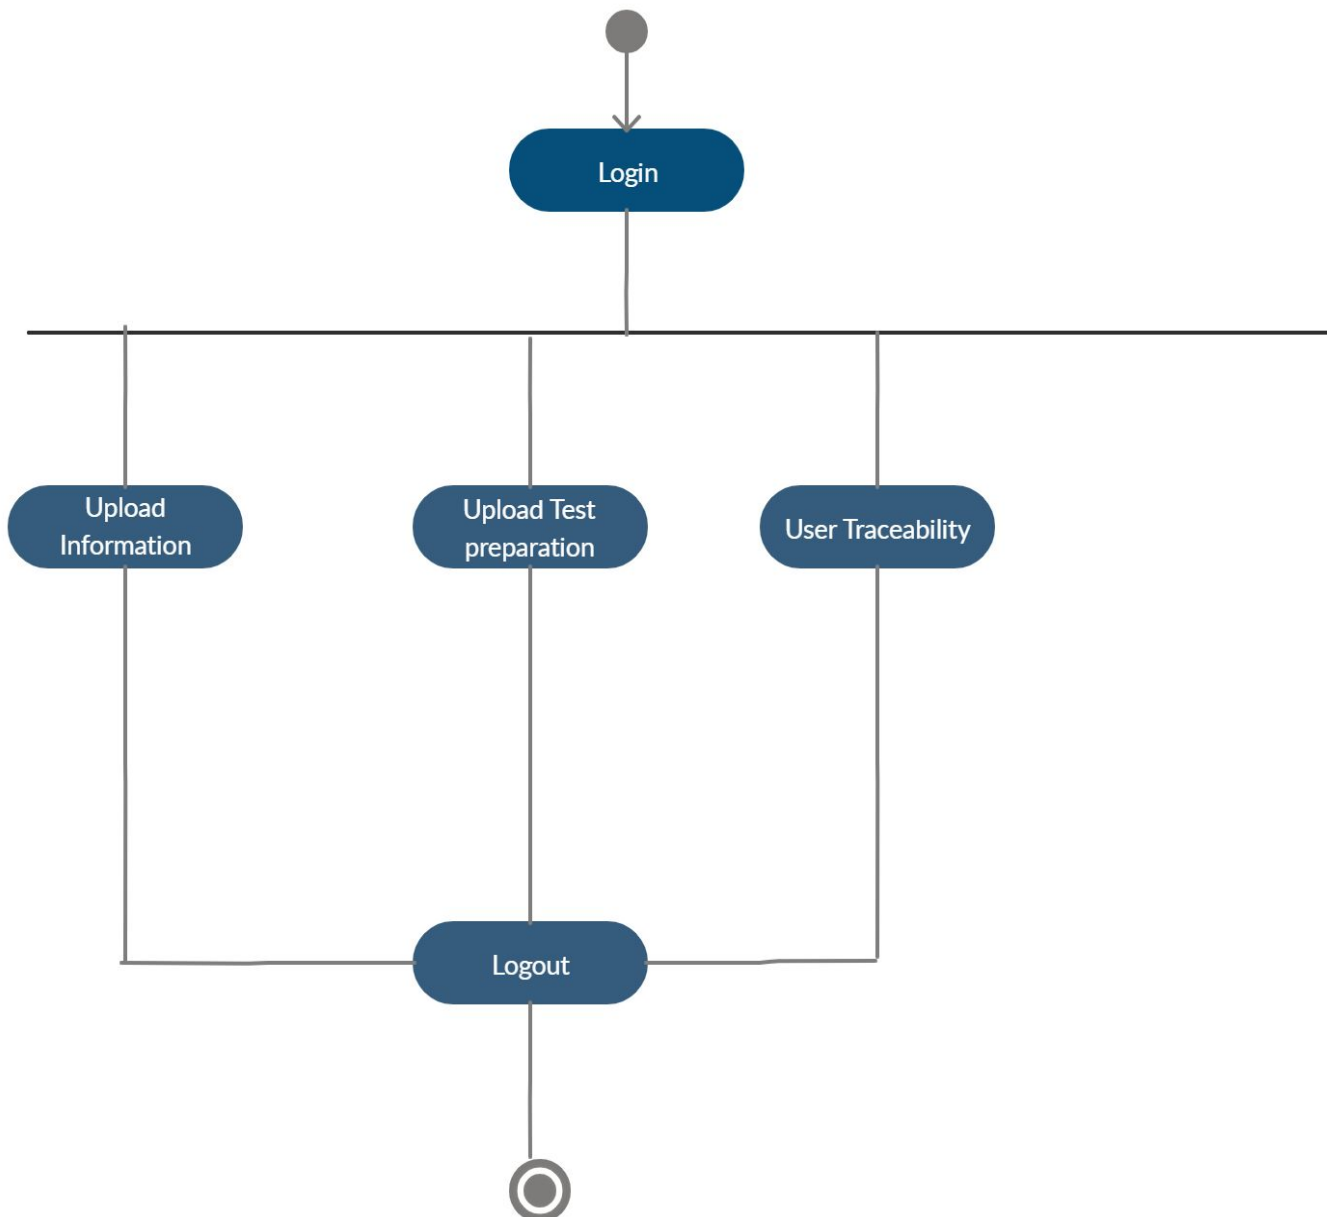 Login
Upload
Information
Upload Test
preparation
User Traceability
Logout